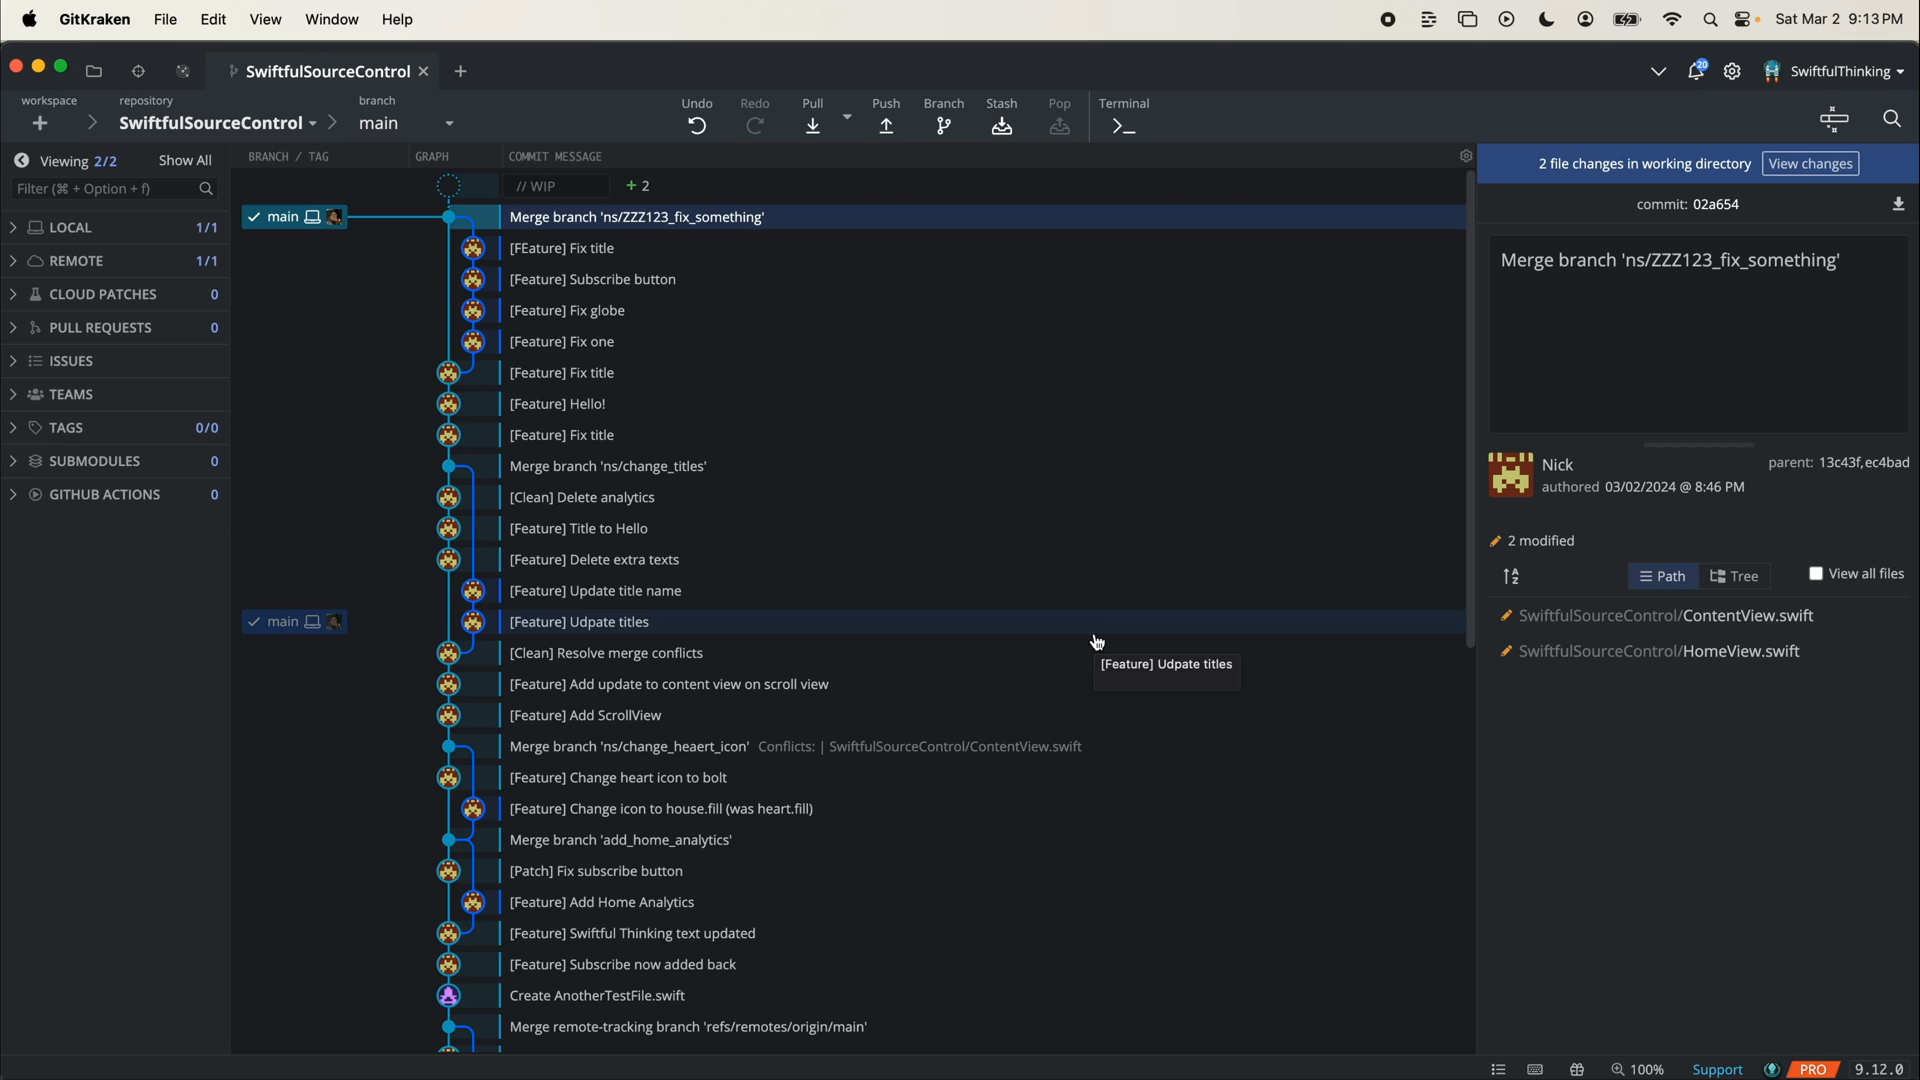 GitKraken File Edit View Window Help Sat Mar 2 9:13 PM
SwiftfulSourceControl 20 SwiftfulThinking
workspace repository branch Undo Redo Pull Push Branch Stash Pop Terminal
SwiftfulSourceControl main
Viewing 2/2 Show All
Filter (⌘ + Option + f)
LOCAL 1/1
REMOTE 1/1
CLOUD PATCHES 0
PULL REQUESTS 0
ISSUES
TEAMS
TAGS 0/0
SUBMODULES 0
GITHUB ACTIONS 0
BRANCH / TAG GRAPH COMMIT MESSAGE
// WIP + 2
main Merge branch 'ns/ZZZ123_fix_something'
[FEature] Fix title
[Feature] Subscribe button
[Feature] Fix globe
[Feature] Fix one
[Feature] Fix title
[Feature] Hello!
[Feature] Fix title
Merge branch 'ns/change_titles'
[Clean] Delete analytics
[Feature] Title to Hello
[Feature] Delete extra texts
[Feature] Update title name
main [Feature] Udpate titles
[Clean] Resolve merge conflicts
[Feature] Udpate titles
[Feature] Add update to content view on scroll view
[Feature] Add ScrollView
Merge branch 'ns/change_heaert_icon' Conflicts: | SwiftfulSourceControl/ContentView.swift
[Feature] Change heart icon to bolt
[Feature] Change icon to house.fill (was heart.fill)
Merge branch 'add_home_analytics'
[Patch] Fix subscribe button
[Feature] Add Home Analytics
[Feature] Swiftful Thinking text updated
[Feature] Subscribe now added back
Create AnotherTestFile.swift
Merge remote-tracking branch 'refs/remotes/origin/main'
2 file changes in working directory View changes
commit: 02a654
Merge branch 'ns/ZZZ123_fix_something'
Nick parent: 13c43f,ec4bad
authored 03/02/2024 @ 8:46 PM
2 modified
Path Tree View all files
SwiftfulSourceControl/ContentView.swift
SwiftfulSourceControl/HomeView.swift
100% Support PRO 9.12.0